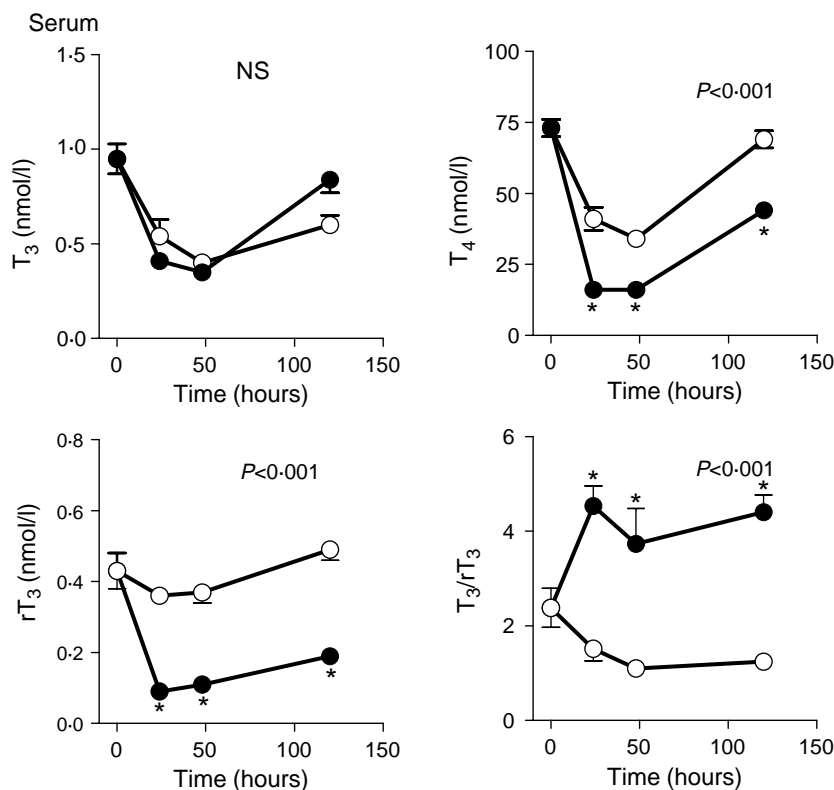 Serum
1·5
1·0
0·5
0·0
T3 (nmol/l)
NS
0 50 100 150
Time (hours)
100
75
50
25
0
T4 (nmol/l)
P<0·001
*
*
*
0 50 100 150
Time (hours)
0·8
0·6
0·4
0·2
0·0
rT3 (nmol/l)
P<0·001
*
*
*
0 50 100 150
Time (hours)
6
4
2
0
T3/rT3
P<0·001
*
*
*
0 50 100 150
Time (hours)